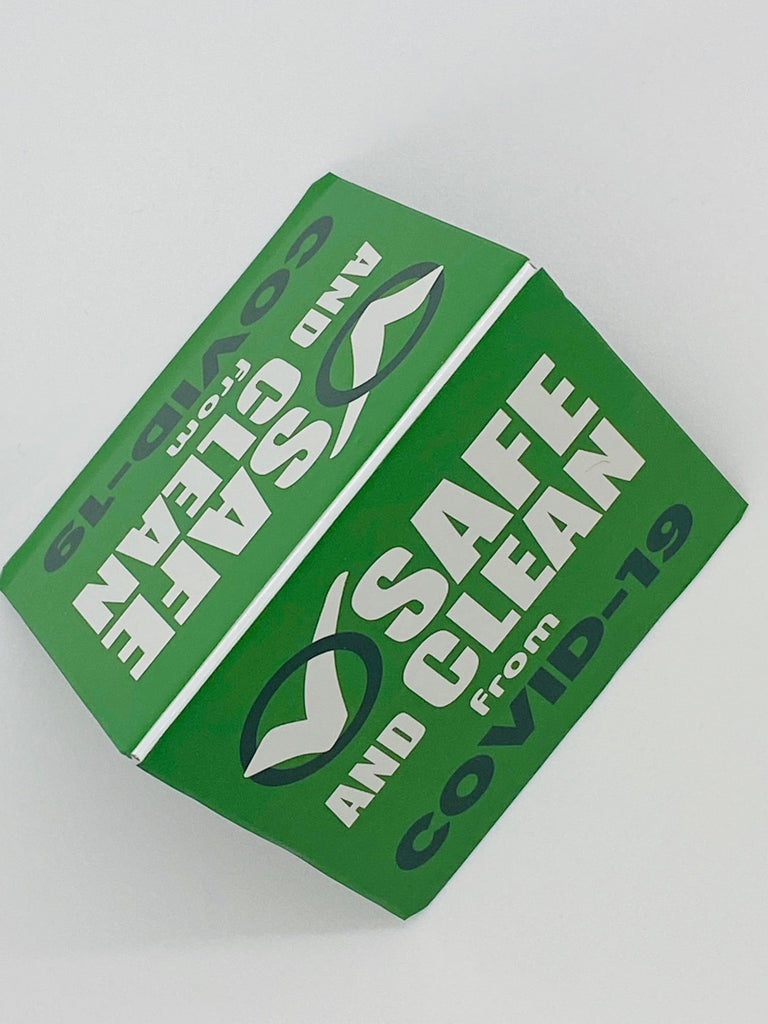 SAFE
AND CLEAN
from
COVID-19
SAFE
AND CLEAN
from
COVID-19